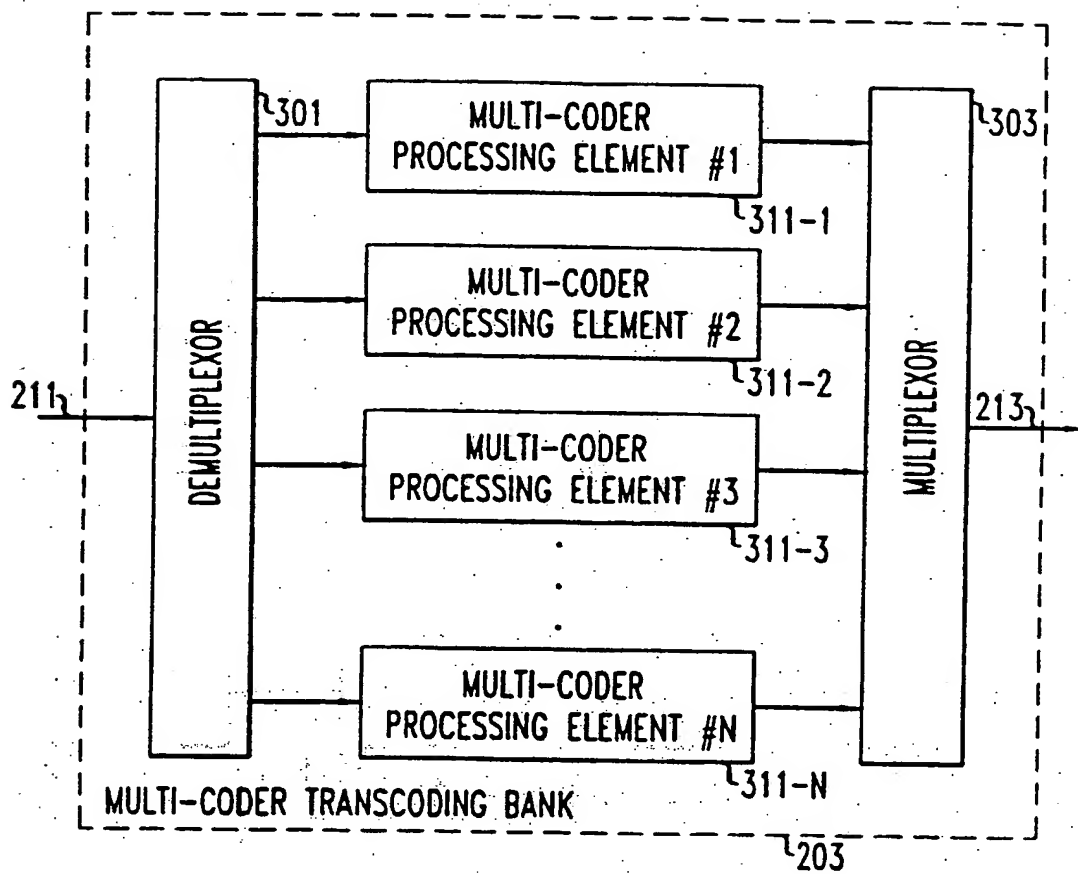 301
MULTI-CODER
PROCESSING ELEMENT #1
311-1
303
MULTI-CODER
PROCESSING ELEMENT #2
311-2
211
DEMULTIPLEXOR
MULTI-CODER
PROCESSING ELEMENT #3
311-3
MULTIPLEXOR
213
MULTI-CODER
PROCESSING ELEMENT #N
311-N
MULTI-CODER TRANSCODING BANK
203